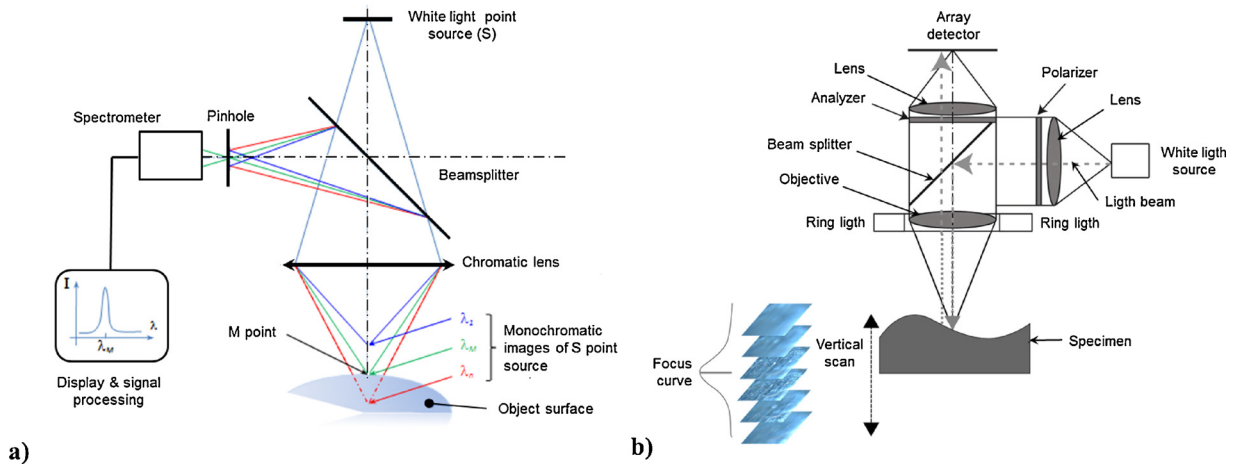 White light point
source (S)
Spectrometer
Pinhole
Beamsplitter
Chromatic lens
I
λ
λM
M point
λ1
λM
λn
Monochromatic
images of S point
source
Display & signal
processing
Object surface
a)
Array
detector
Lens
Analyzer
Polarizer
Lens
Beam splitter
Objective
White ligth
source
Ligth beam
Ring ligth
Ring ligth
Focus
curve
Vertical
scan
Specimen
b)